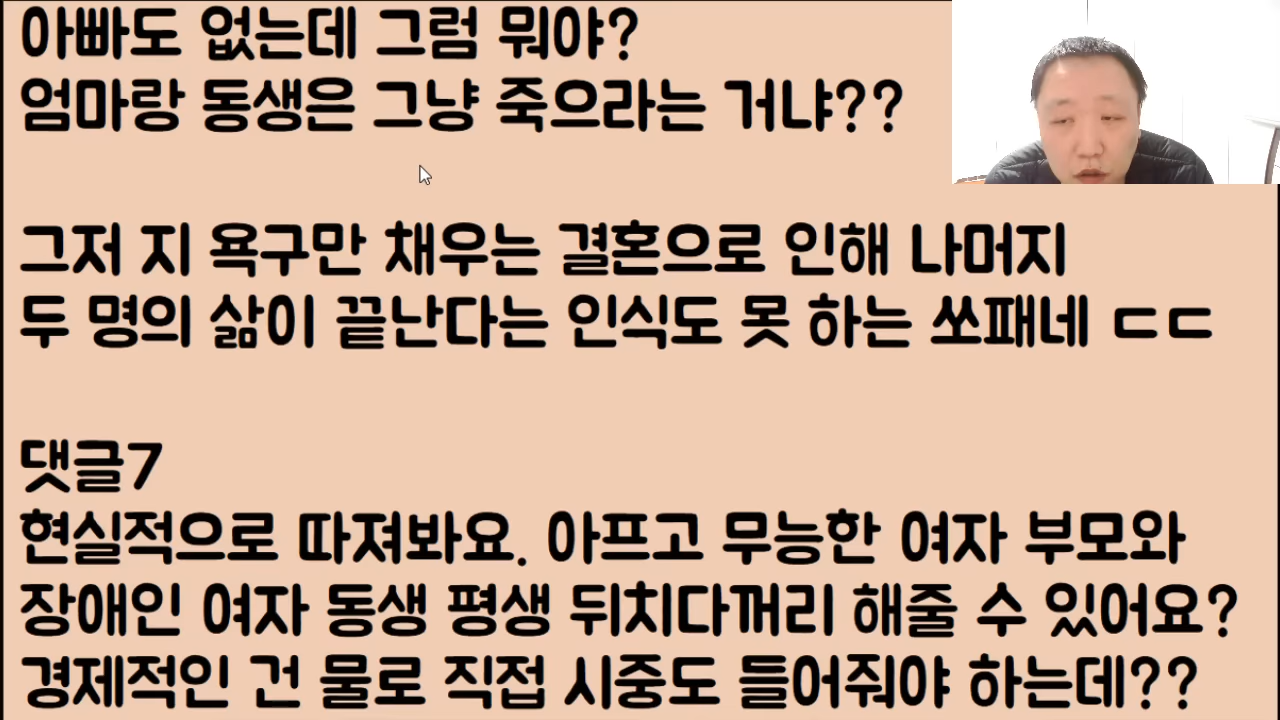 아빠도 없는데 그럼 뭐야?
엄마랑 동생은 그냥 죽으라는 거냐??
그저 지 욕구만 채우는 결혼으로 인해 나머지
두 명의 삶이 끝난다는 인식도 못 하는 쏘패네 ㄷㄷ
댓글7
현실적으로 따져봐요. 아프고 무능한 여자 부모와
장애인 여자 동생 평생 뒤치다꺼리 해줄 수 있어요?
경제적인 건 물로 직접 시중도 들어줘야 하는데??